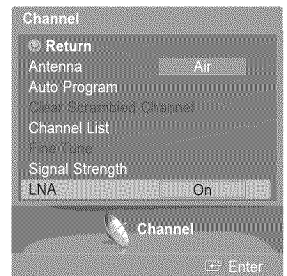 Channel
Return
Antenna Air
Auto Program
Clear Scrambled Channel
Channel List
Fine Tune
Signal Strength
LNA On
Channel
Enter